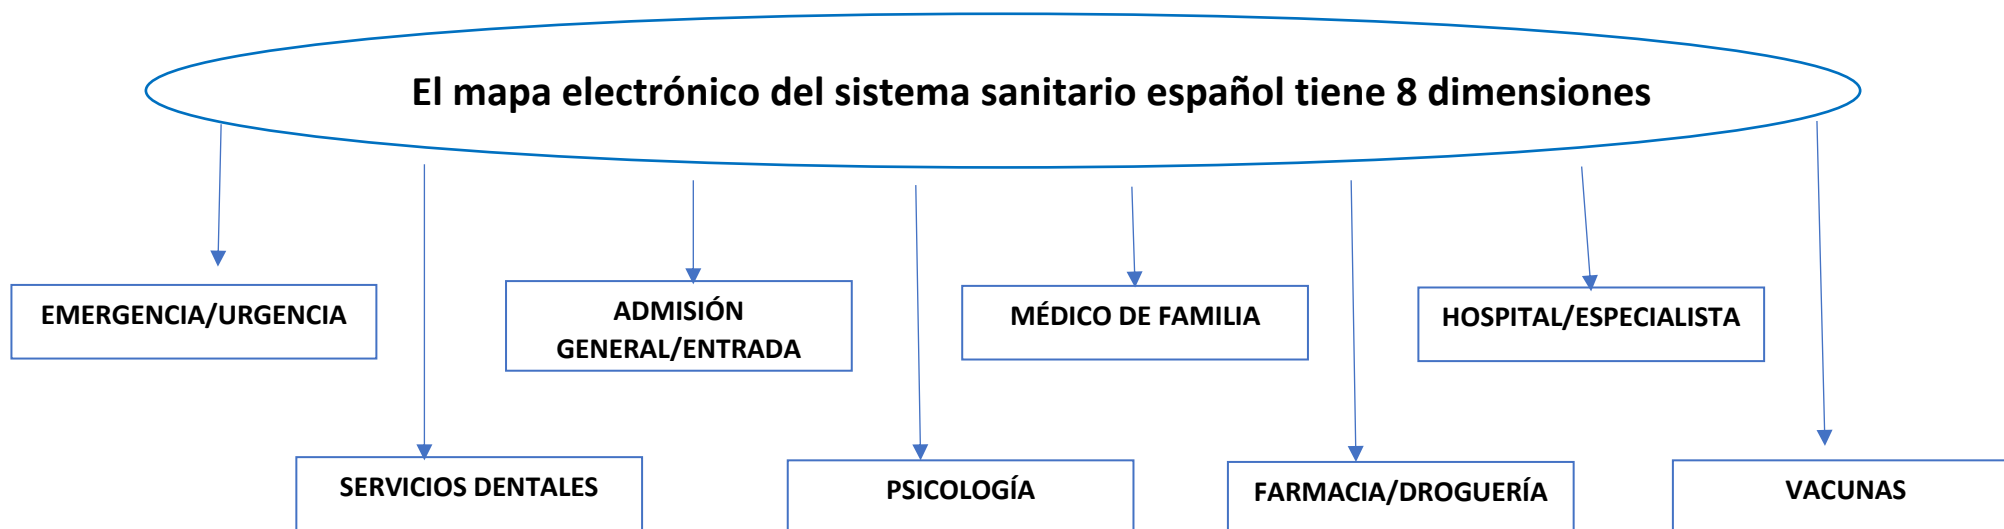 El mapa electrónico del sistema sanitario español tiene 8 dimensiones
EMERGENCIA/URGENCIA
ADMISIÓN
GENERAL/ENTRADA
MÉDICO DE FAMILIA
HOSPITAL/ESPECIALISTA
SERVICIOS DENTALES
PSICOLOGÍA
FARMACIA/DROGUERÍA
VACUNAS